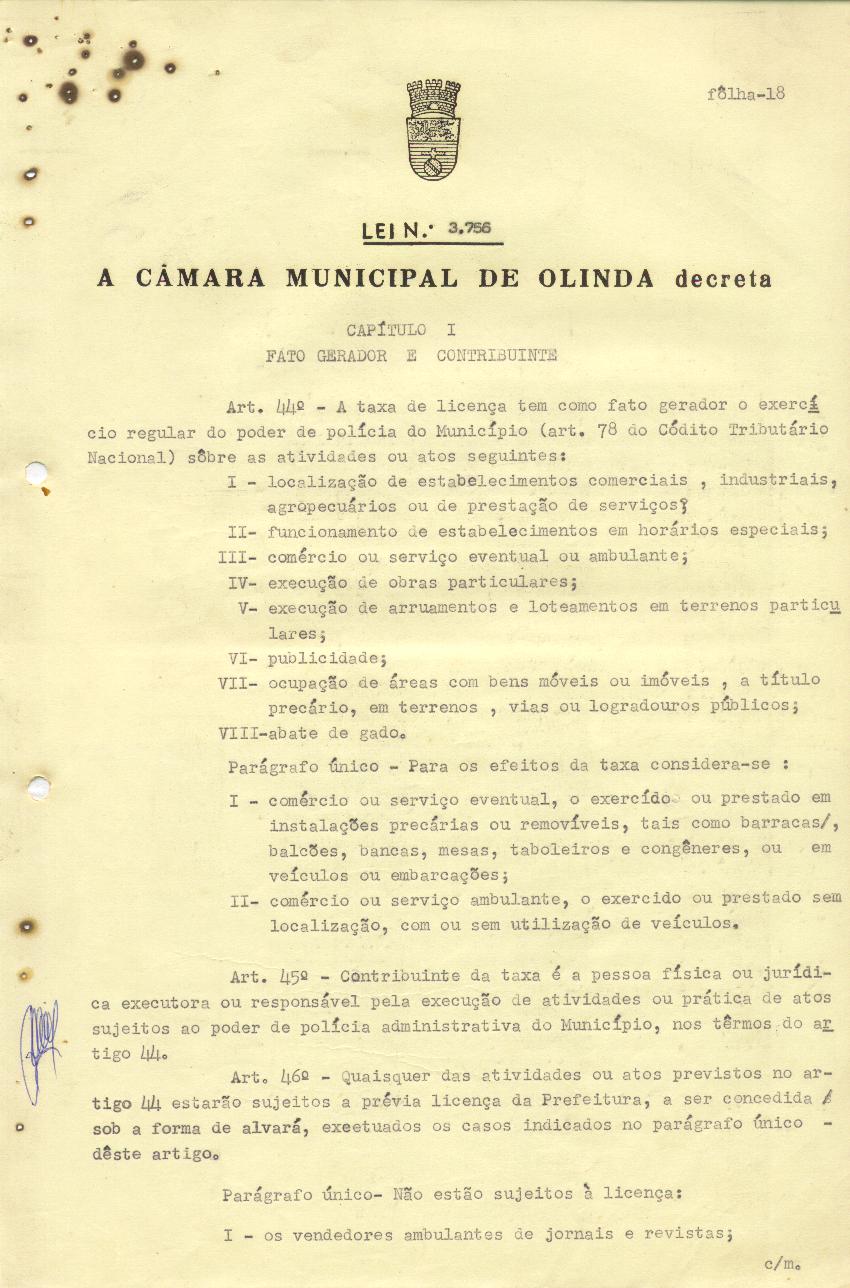 fôlha-18
LEI N.º 3.756
A CÂMARA MUNICIPAL DE OLINDA decreta
CAPÍTULO I
FATO GERADOR E CONTRIBUINTE
Art. 44º - A taxa de licença tem como fato gerador o exercí
cio regular do poder de polícia do Município (art. 78 do Códito Tributário
Nacional) sôbre as atividades ou atos seguintes:
I - localização de estabelecimentos comerciais , industriais,
agropecuários ou de prestação de serviços;
II- funcionamento de estabelecimentos em horários especiais;
III- comércio ou serviço eventual ou ambulante;
IV- execução de obras particulares;
V- execução de arruamentos e loteamentos em terrenos particu
lares;
VI- publicidade;
VII- ocupação de áreas com bens móveis ou imóveis , a título
precário, em terrenos , vias ou logradouros públicos;
VIII-abate de gado.
Parágrafo único - Para os efeitos da taxa considera-se :
I - comércio ou serviço eventual, o exercído ou prestado em
instalações precárias ou removíveis, tais como barracas/,
balcões, bancas, mesas, taboleiros e congêneres, ou em
veículos ou embarcações;
II- comércio ou serviço ambulante, o exercido ou prestado sem
localização, com ou sem utilização de veículos.
Art. 45º - Contribuinte da taxa é a pessoa física ou jurídi-
ca executora ou responsável pela execução de atividades ou prática de atos
sujeitos ao poder de polícia administrativa do Município, nos têrmos do ar
tigo 44.
Art. 46º - Quaisquer das atividades ou atos previstos no ar-
tigo 44 estarão sujeitos a prévia licença da Prefeitura, a ser concedida /
sob a forma de alvará, exeetuados os casos indicados no parágrafo único -
dêste artigo.
Parágrafo único- Não estão sujeitos à licença:
I - os vendedores ambulantes de jornais e revistas;
c/m.